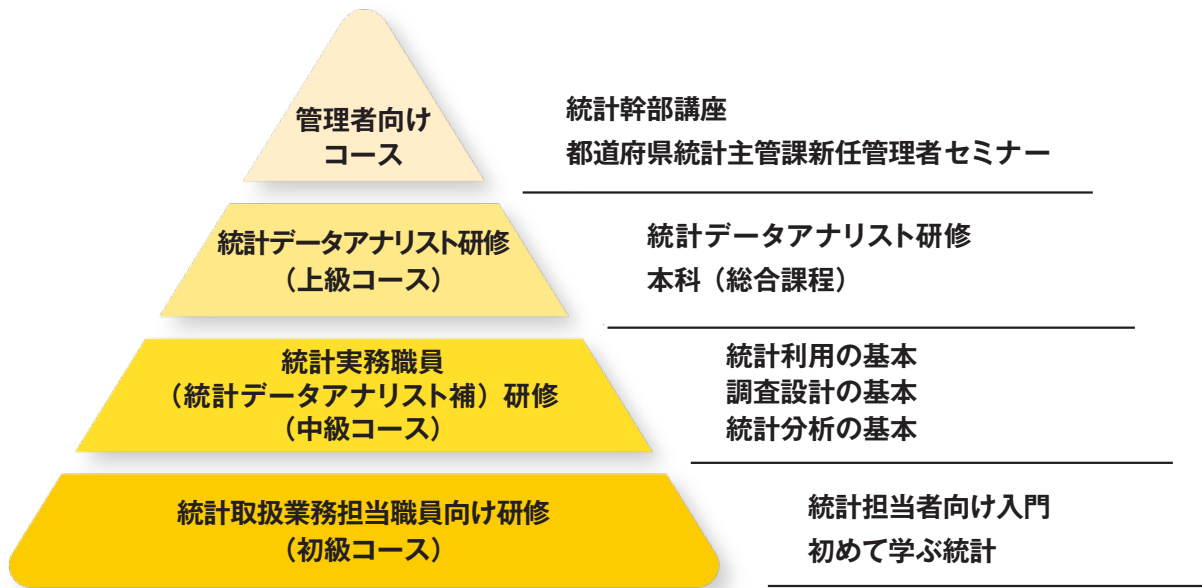 管理者向け
コース
統計幹部講座
都道府県統計主管課新任管理者セミナー
統計データアナリスト研修
（上級コース）
統計データアナリスト研修
本科（総合課程）
統計実務職員
（統計データアナリスト補）研修
（中級コース）
統計利用の基本
調査設計の基本
統計分析の基本
統計取扱業務担当職員向け研修
（初級コース）
統計担当者向け入門
初めて学ぶ統計